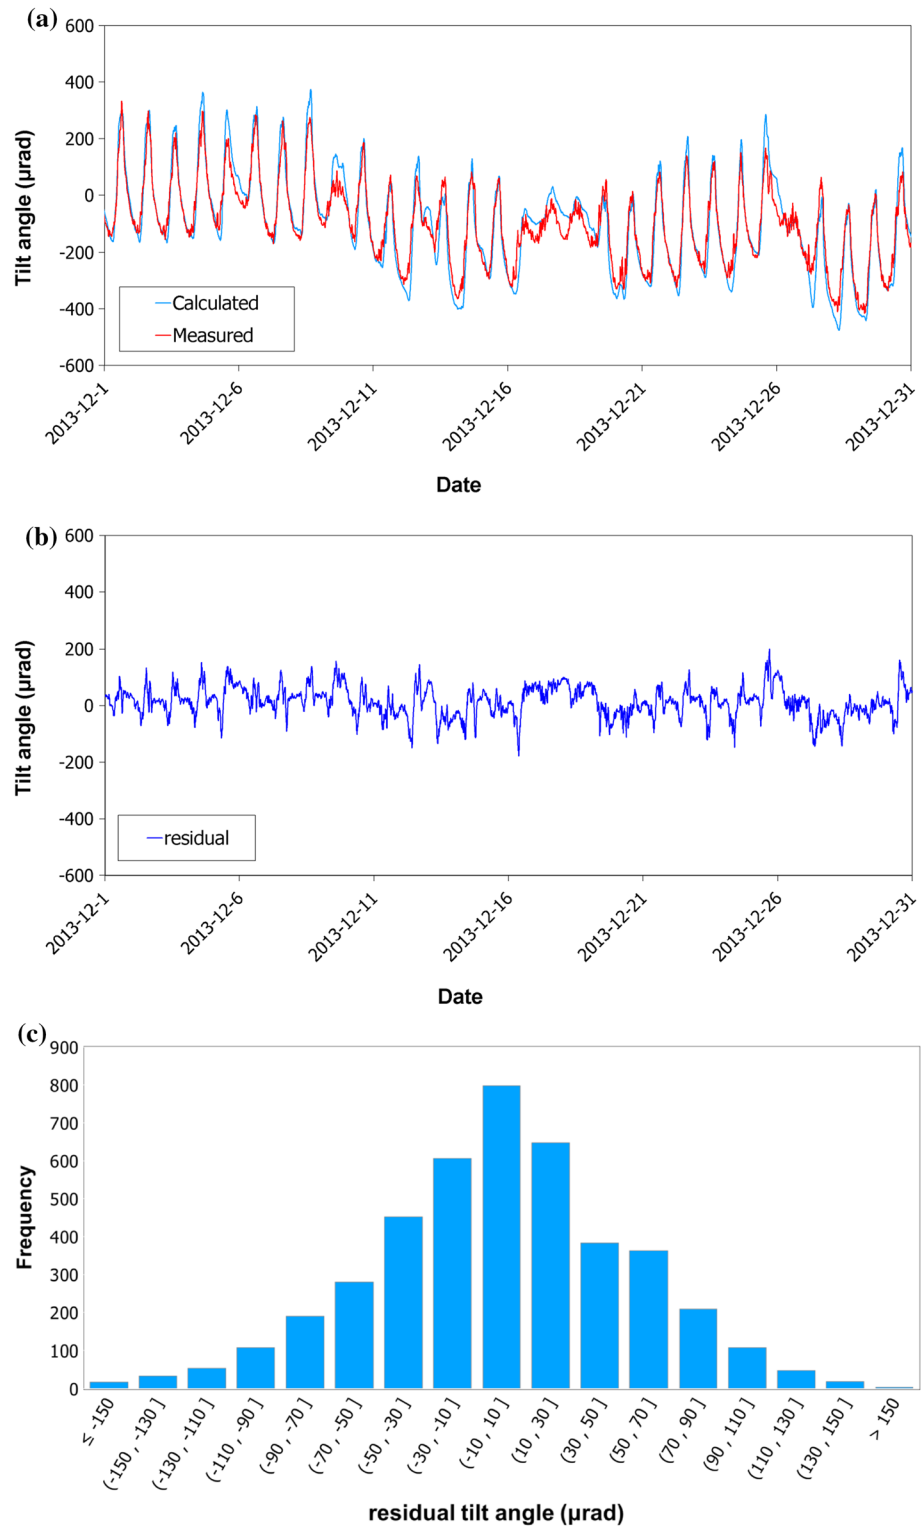 (a)
600
400
200
0
-200
-400
-600
Tilt angle (μrad)
Calculated
Measured
2013-12-1
2013-12-6
2013-12-11
2013-12-16
2013-12-21
2013-12-26
2013-12-31
Date
(b)
600
400
200
0
-200
-400
-600
Tilt angle (μrad)
residual
2013-12-1
2013-12-6
2013-12-11
2013-12-16
2013-12-21
2013-12-26
2013-12-31
Date
(c)
900
800
700
600
500
400
300
200
100
0
Frequency
≤ -150
(-150 , -130 ]
(-130 , -110 ]
(-110 , -90 ]
(-90 , -70 ]
(-70 , -50 ]
(-50 , -30 ]
(-30 , -10 ]
(-10 , 10 ]
(10 , 30 ]
(30 , 50 ]
(50 , 70 ]
(70 , 90 ]
(90 , 110 ]
(110 , 130 ]
(130 , 150 ]
> 150
residual tilt angle (μrad)